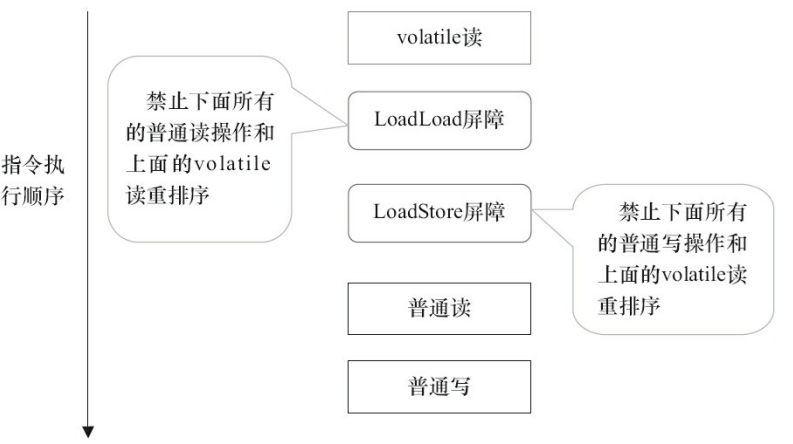 volatile读
禁止下面所有
的普通读操作和
上面的volatile
读重排序
LoadLoad屏障
指令执
行顺序
LoadStore屏障
禁止下面所有
的普通写操作和
上面的volatile读
重排序
普通读
普通写